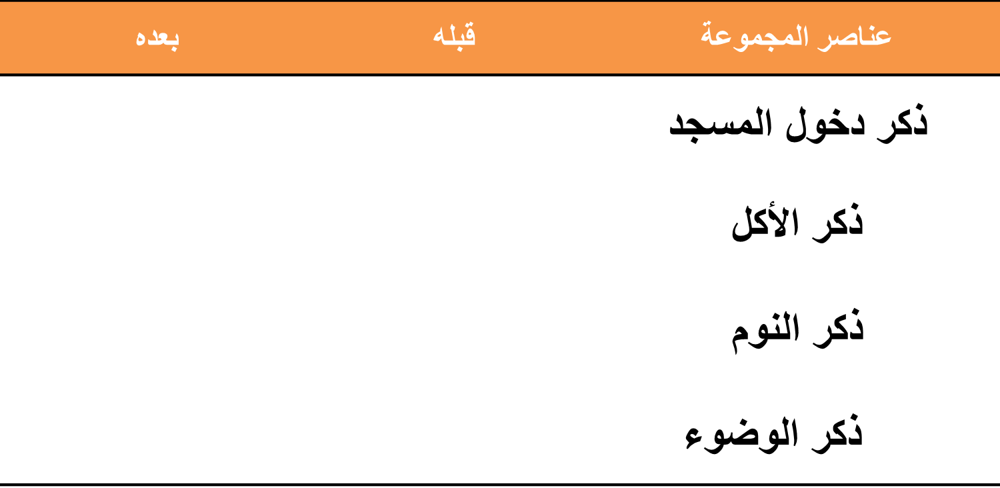 عناصر المجموعة قبله بعده
ذكر دخول المسجد
ذكر الأكل
ذكر النوم
ذكر الوضوء